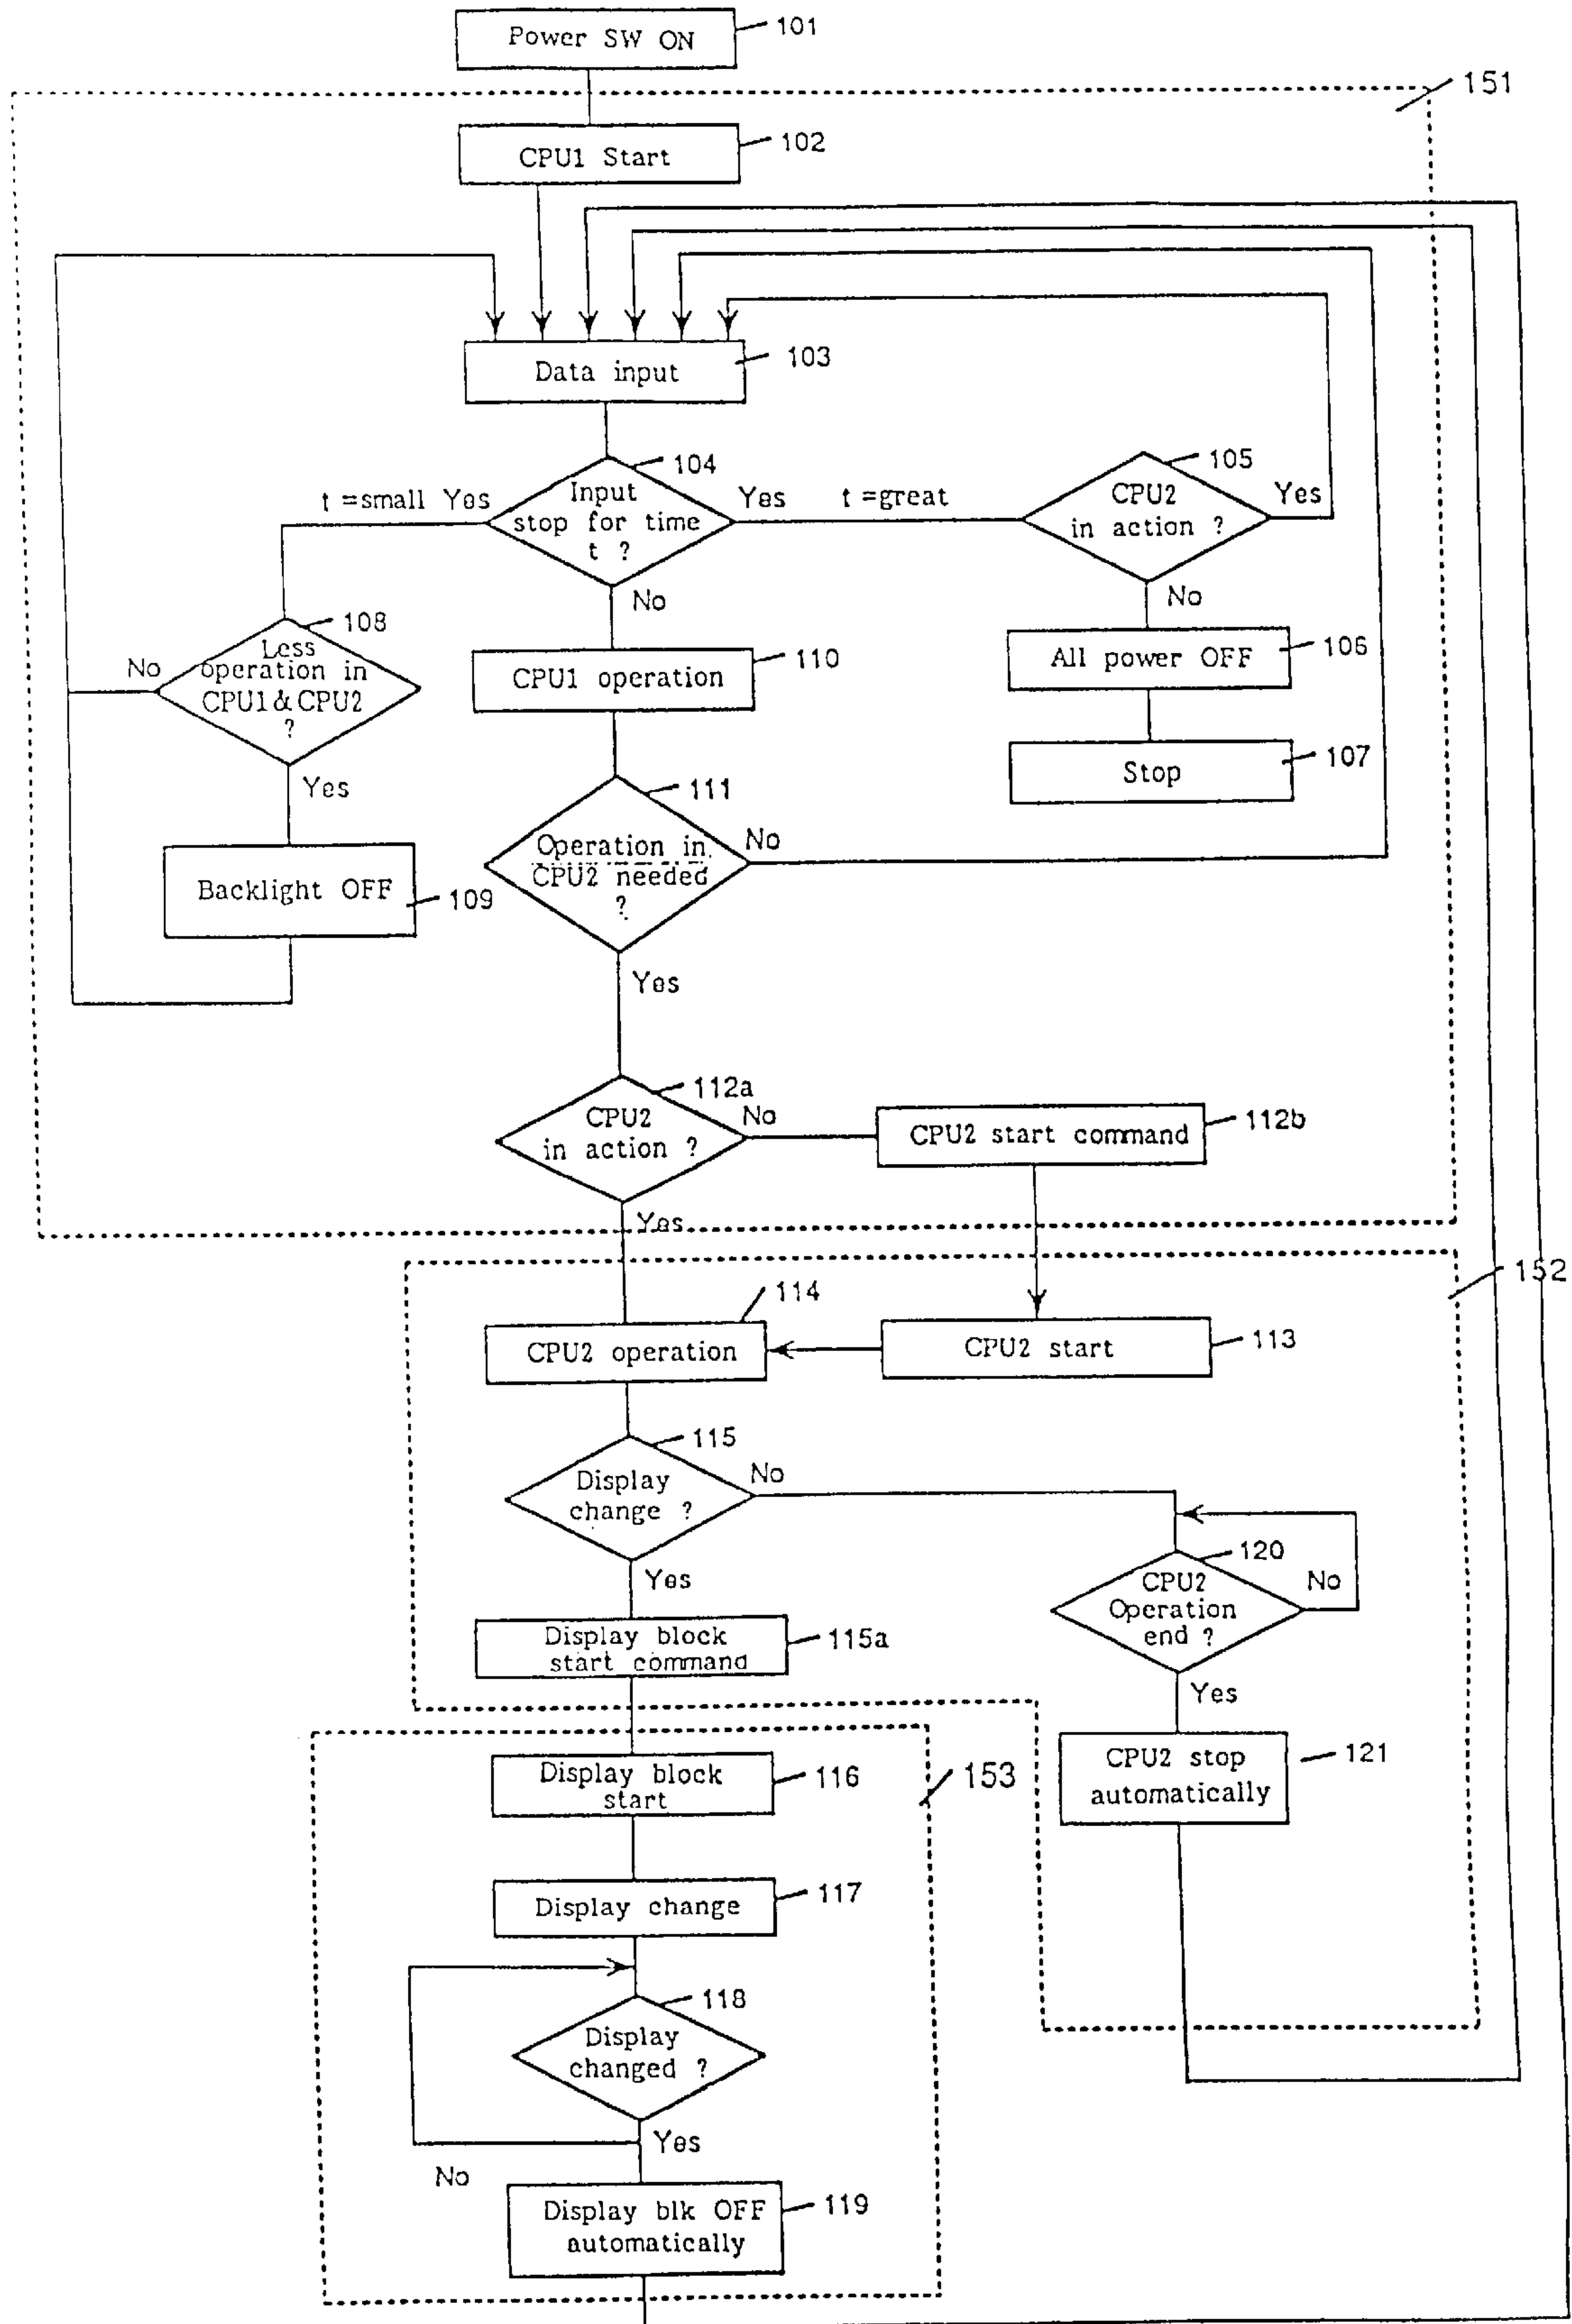 Power SW ON
101
151
CPU1 Start
102
Data input
103
104
Input
stop for time
t ?
t =small Yes
Yes
t =great
No
105
CPU2
in action ?
Yes
No
All power OFF
106
Stop
107
108
Less
operation in
CPU1&CPU2
?
No
Yes
Backlight OFF
109
CPU1 operation
110
111
Operation in
CPU2 needed
?
No
Yes
112a
CPU2
in action ?
No
Yes
CPU2 start command
112b
152
114
CPU2 operation
CPU2 start
113
115
Display
change ?
No
Yes
120
CPU2
Operation
end ?
No
Yes
Display block
start command
115a
CPU2 stop
automatically
121
Display block
start
116
153
Display change
117
118
Display
changed ?
Yes
No
Display blk OFF
automatically
119